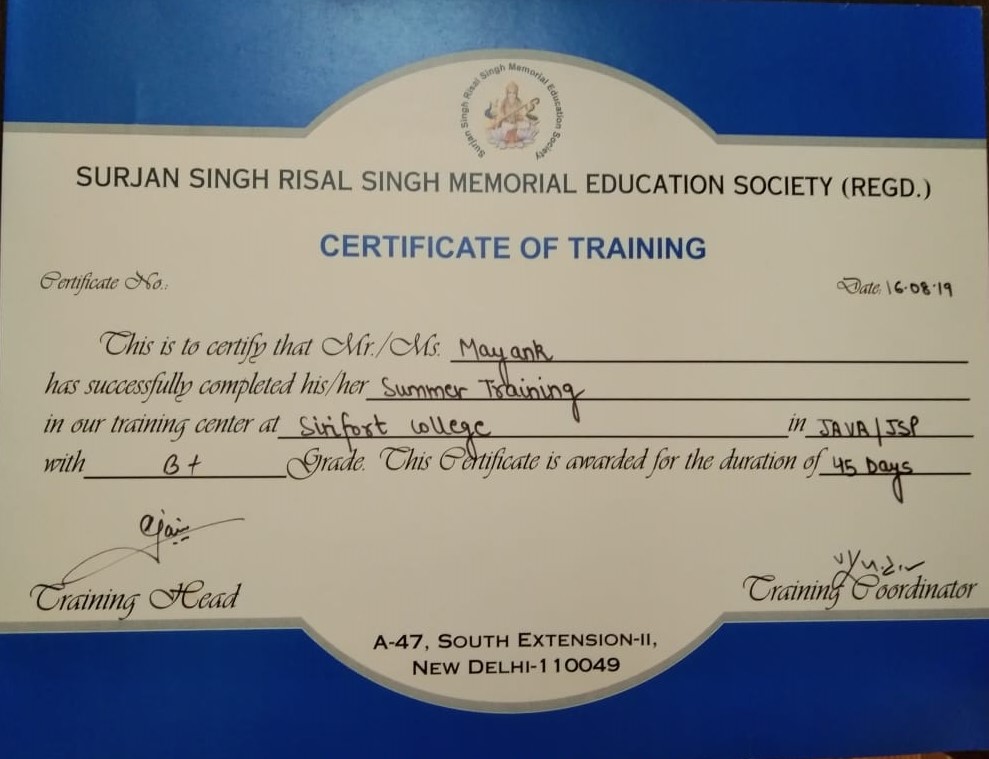 Surjan Singh Risal Singh Memorial Education Society
SURJAN SINGH RISAL SINGH MEMORIAL EDUCATION SOCIETY (REGD.)
CERTIFICATE OF TRAINING
Certificate No.:
Date: 16.08.19
This is to certify that Mr./Ms. Mayank
has successfully completed his/her Summer Training
in our training center at Sirifort college in JAVA/JSP
with B+ Grade. This Certificate is awarded for the duration of 45 Days
Training Head
Training Coordinator
A-47, SOUTH EXTENSION-II,
NEW DELHI-110049